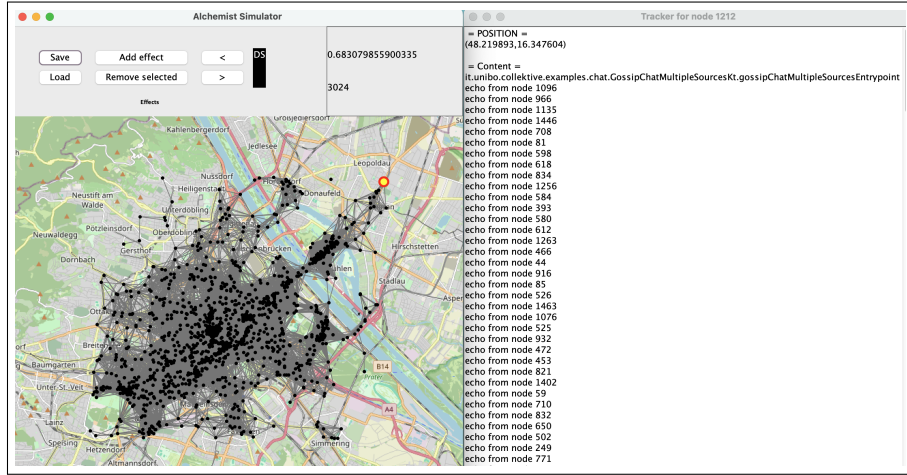 Alchemist Simulator
Save
Add effect
<
DS
Load
Remove selected
>
Effects
0.683079855900335
3024
Kahlenbergerdorf
Jedlesee
Leopoldau
Nussdorf
Heiligenstadt
Donaufeld
Neustift am
Walde
Unterdöbling
Pötzleinsdorf
Oberdöbling
Neuwaldegg
Gersthof
Hirschstetten
Dornbach
Stadlau
Breiten
Baumgarten
B14
Prater
Unter-St.-Veit
A4
Lainz
Speising
Hetzendorf
Simmering
Altmannsdorf
Tracker for node 1212
= POSITION =
(48.219893,16.347604)
= Content =
it.unibo.collektive.examples.chat.GossipChatMultipleSourcesKt.gossipChatMultipleSourcesEntrypoint
echo from node 1096
echo from node 966
echo from node 1135
echo from node 1446
echo from node 708
echo from node 81
echo from node 598
echo from node 618
echo from node 834
echo from node 1256
echo from node 584
echo from node 393
echo from node 580
echo from node 612
echo from node 1263
echo from node 466
echo from node 44
echo from node 916
echo from node 85
echo from node 526
echo from node 1463
echo from node 1076
echo from node 525
echo from node 932
echo from node 472
echo from node 453
echo from node 821
echo from node 1402
echo from node 59
echo from node 710
echo from node 832
echo from node 650
echo from node 502
echo from node 249
echo from node 771